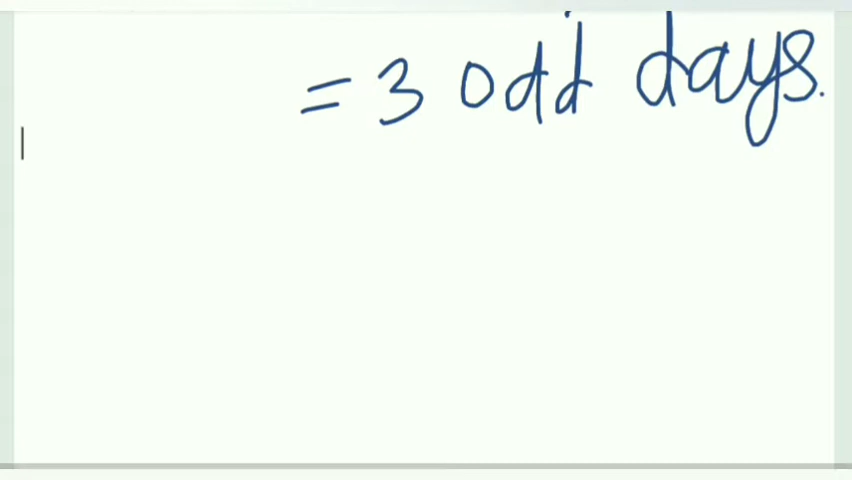 = 3 odd days.